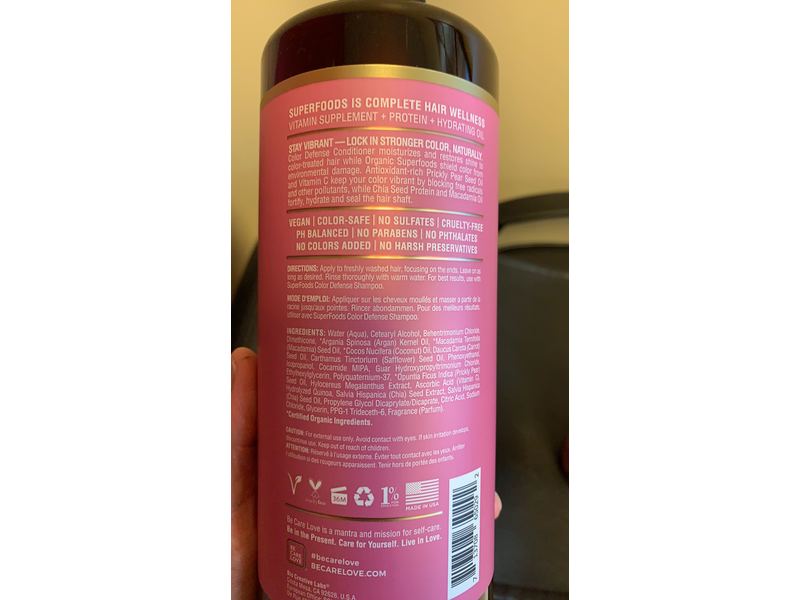 SUPERFOODS IS COMPLETE HAIR WELLNESS
VITAMIN SUPPLEMENT + PROTEIN + HYDRATING OIL
STAY VIBRANT — LOCK IN STRONGER COLOR, NATURALLY.
Color Defense Conditioner moisturizes and restores shine to
color-treated hair while Organic Superfoods shield color from
environmental damage. Antioxidant-rich Prickly Pear Seed Oil
and Vitamin C keep your color vibrant by blocking free radicals
and other pollutants, while Chia Seed Protein and Macadamia Oil
fortify, hydrate and seal the hair shaft.
VEGAN | COLOR-SAFE | NO SULFATES | CRUELTY-FREE
PH BALANCED | NO PARABENS | NO PHTHALATES
NO COLORS ADDED | NO HARSH PRESERVATIVES
DIRECTIONS: Apply to freshly washed hair, focusing on the ends. Leave on as
long as desired. Rinse thoroughly with warm water. For best results, use with
SuperFoods Color Defense Shampoo.
MODE D'EMPLOI: Appliquer sur les cheveux mouilés et masser a partir de la
racine jusqu'aux pointes. Rincer abondammen. Pour des meilleurs résultats,
utiliser avec SuperFoods Color Defense Shampoo.
INGREDIENTS: Water (Aqua), Cetearyl Alcohol, Behentrimonium Chloride,
Dimethicone, *Argania Spinosa (Argan) Kernel Oil, *Macadamia Ternifolia
(Macadamia) Seed Oil, *Cocos Nucifera (Coconut) Oil, Daucus Carota (Carrot)
Seed Oil, Carthamus Tinctorium (Safflower) Seed Oil, Phenoxyethanol,
Isopropanol, Cocamide MIPA, Guar Hydroxypropyltrimonium Chloride,
Ethylhexylglycerin, Polyquaternium-37, *Opuntia Ficus Indica (Prickly Pear)
Seed Oil, Hylocereus Megalanthus Extract, Ascorbic Acid (Vitamin C),
Hydrolyzed Quinoa, Salvia Hispanica (Chia) Seed Extract, Salvia Hispanica
(Chia) Seed Oil, Propylene Glycol Dicaprylate/Dicaprate, Citric Acid, Sodium
Chloride, Glycerin, PPG-1 Trideceth-6, Fragrance (Parfum).
*Certified Organic Ingredients.
CAUTION: For external use only. Avoid contact with eyes. If skin irritation develops,
discontinue use. Keep out of reach of children.
ATTENTION: Réservé à l'usage externe. Éviter tout contact avec les yeux. Arrêter
l'utilisation si des rougeurs apparaissent. Tenir hors de portée des enfants.
36M
1%
MADE IN USA
Be Care Love is a mantra and mission for self-care.
Be in the Present. Care for Yourself. Live in Love.
BE
CARE
LOVE
#becarelove
BECARELOVE.COM
Bio Creative Labs®
Costa Mesa, CA 92626, U.S.A